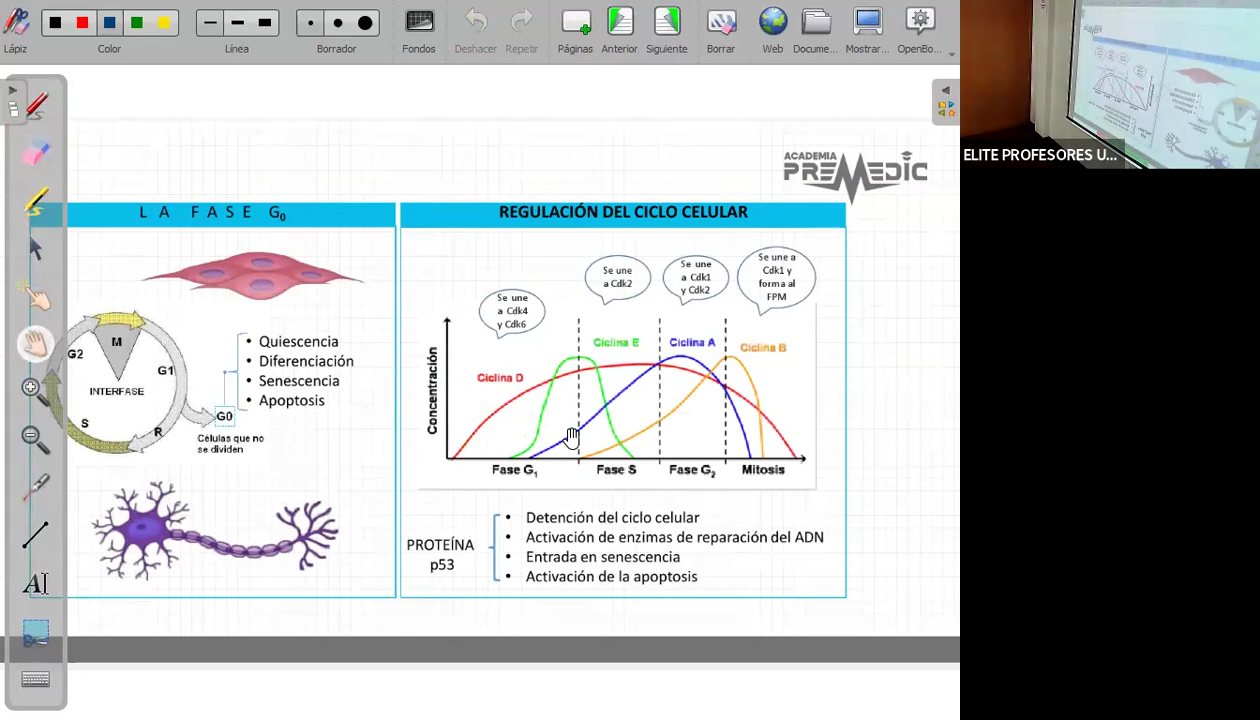 Lápiz
Color
Línea
Borrador
Fondos
Deshacer
Repetir
Páginas
Anterior
Siguiente
Borrar
Web
Docume...
Mostrar...
OpenBo...
ELITE PROFESORES U...
ACADEMIA
PREMEDIC
LA FASE G0
Quiescencia
Diferenciación
Senescencia
Apoptosis
M
G2
G1
INTERFASE
S
R
G0
Células que no
se dividen
REGULACIÓN DEL CICLO CELULAR
Se une
a Cdk4
y Cdk6
Se une
a Cdk2
Se une
a Cdk1
y Cdk2
Se une a
Cdk1 y
forma al
FPM
Concentración
Ciclina D
Ciclina E
Ciclina A
Ciclina B
Fase G1
Fase S
Fase G2
Mitosis
PROTEÍNA
p53
• Detención del ciclo celular
• Activación de enzimas de reparación del ADN
• Entrada en senescencia
• Activación de la apoptosis